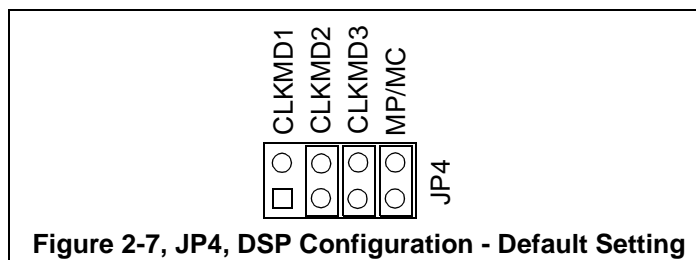 CLKMD1
CLKMD2
CLKMD3
MP/MC
JP4
Figure 2-7, JP4, DSP Configuration - Default Setting